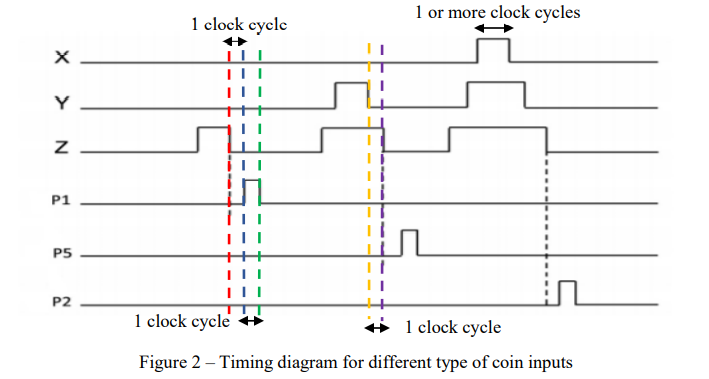 1 clock cycle
1 or more clock cycles
X
Y
Z
P1
P5
P2
1 clock cycle
1 clock cycle
Figure 2 – Timing diagram for different type of coin inputs